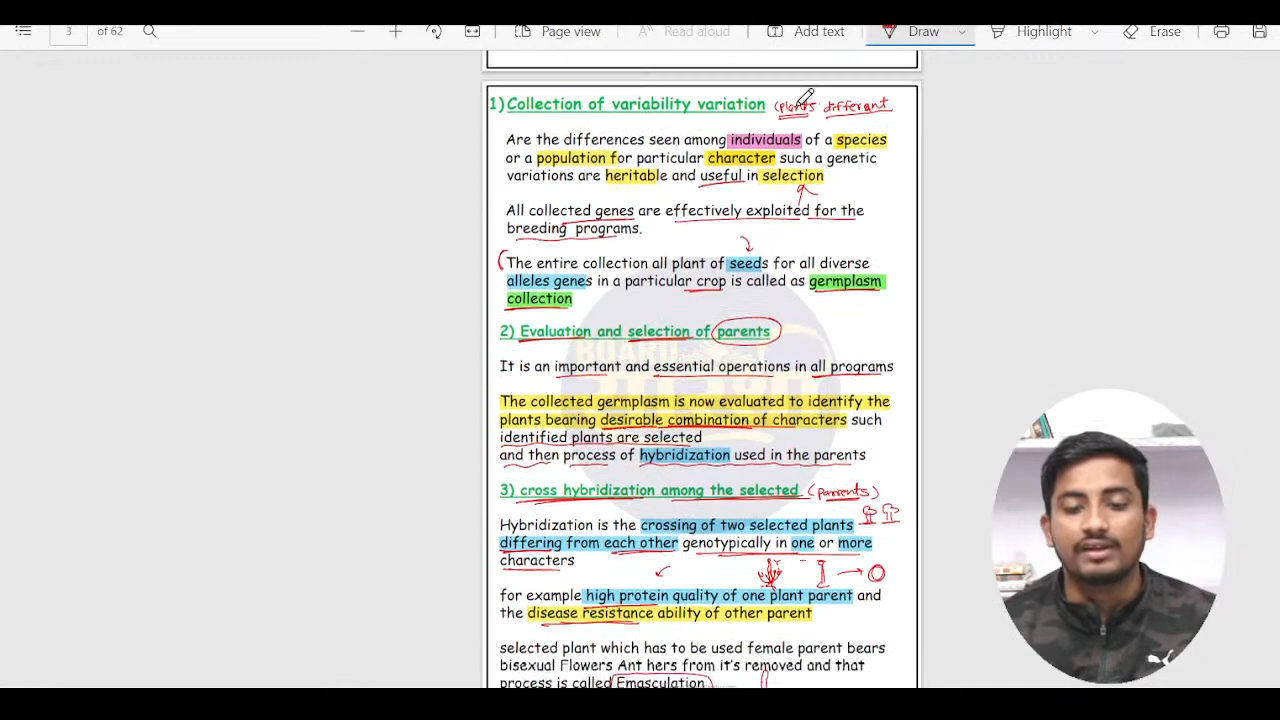 3 of 62 Page view Read aloud Add text Draw Highlight Erase
1) Collection of variability variation (plants different
Are the differences seen among individuals of a species
or a population for particular character such a genetic
variations are heritable and useful in selection
All collected genes are effectively exploited for the
breeding programs.
The entire collection all plant of seeds for all diverse
alleles genes in a particular crop is called as germplasm
collection
2) Evaluation and selection of parents
It is an important and essential operations in all programs
The collected germplasm is now evaluated to identify the
plants bearing desirable combination of characters such
identified plants are selected
and then process of hybridization used in the parents
3) cross hybridization among the selected (parrents)
Hybridization is the crossing of two selected plants
differing from each other genotypically in one or more
characters
for example high protein quality of one plant parent and
the disease resistance ability of other parent
selected plant which has to be used female parent bears
bisexual Flowers Ant hers from it's removed and that
process is called Emasculation